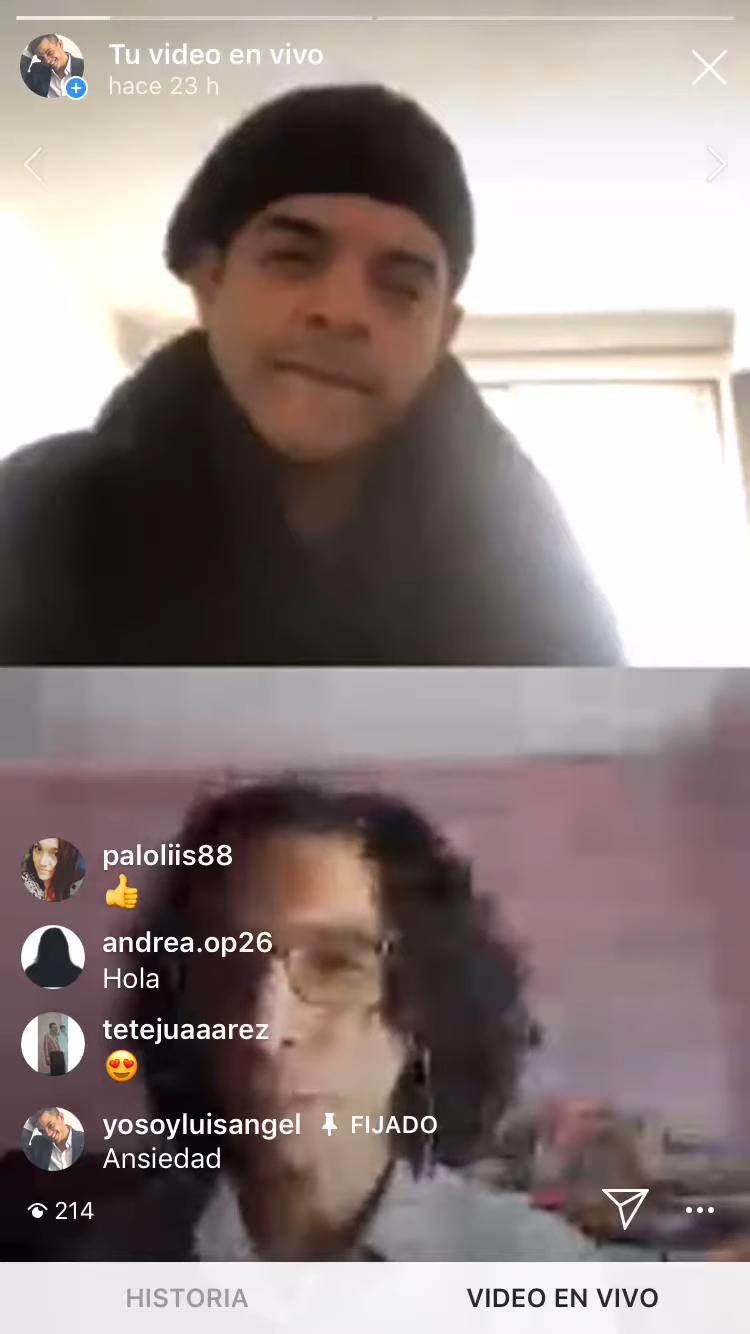 Tu video en vivo
hace 23 h
paloliis88
👍
andrea.op26
Hola
tetejuaaarez
😍
yosoyluisangel FIJADO
Ansiedad
214
HISTORIA VIDEO EN VIVO